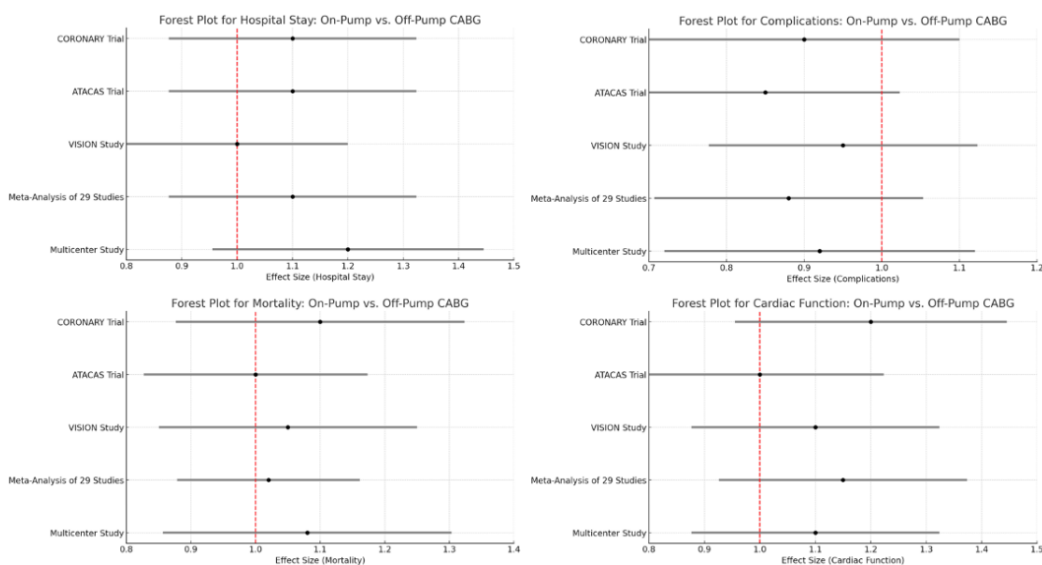 Forest Plot for Hospital Stay: On-Pump vs. Off-Pump CABG
CORONARY Trial
ATACAS Trial
VISION Study
Meta-Analysis of 29 Studies
Multicenter Study
0.8 0.9 1.0 1.1 1.2 1.3 1.4 1.5
Effect Size (Hospital Stay)
Forest Plot for Complications: On-Pump vs. Off-Pump CABG
CORONARY Trial
ATACAS Trial
VISION Study
Meta-Analysis of 29 Studies
Multicenter Study
0.7 0.8 0.9 1.0 1.1 1.2
Effect Size (Complications)
Forest Plot for Mortality: On-Pump vs. Off-Pump CABG
CORONARY Trial
ATACAS Trial
VISION Study
Meta-Analysis of 29 Studies
Multicenter Study
0.8 0.9 1.0 1.1 1.2 1.3 1.4
Effect Size (Mortality)
Forest Plot for Cardiac Function: On-Pump vs. Off-Pump CABG
CORONARY Trial
ATACAS Trial
VISION Study
Meta-Analysis of 29 Studies
Multicenter Study
0.8 0.9 1.0 1.1 1.2 1.3 1.4 1.5
Effect Size (Cardiac Function)